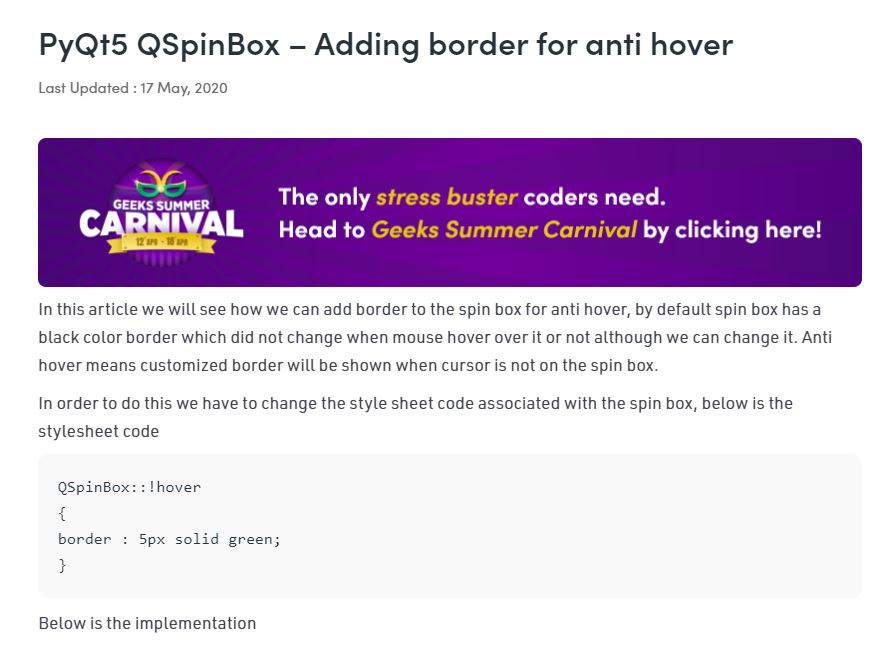 PyQt5 QSpinBox – Adding border for anti hover
Last Updated : 17 May, 2020
GEEKS SUMMER
CARNIVAL
12 APR - 18 APR
The only stress buster coders need.
Head to Geeks Summer Carnival by clicking here!
In this article we will see how we can add border to the spin box for anti hover, by default spin box has a
black color border which did not change when mouse hover over it or not although we can change it. Anti
hover means customized border will be shown when cursor is not on the spin box.
In order to do this we have to change the style sheet code associated with the spin box, below is the
stylesheet code
QSpinBox::!hover
{
border : 5px solid green;
}
Below is the implementation